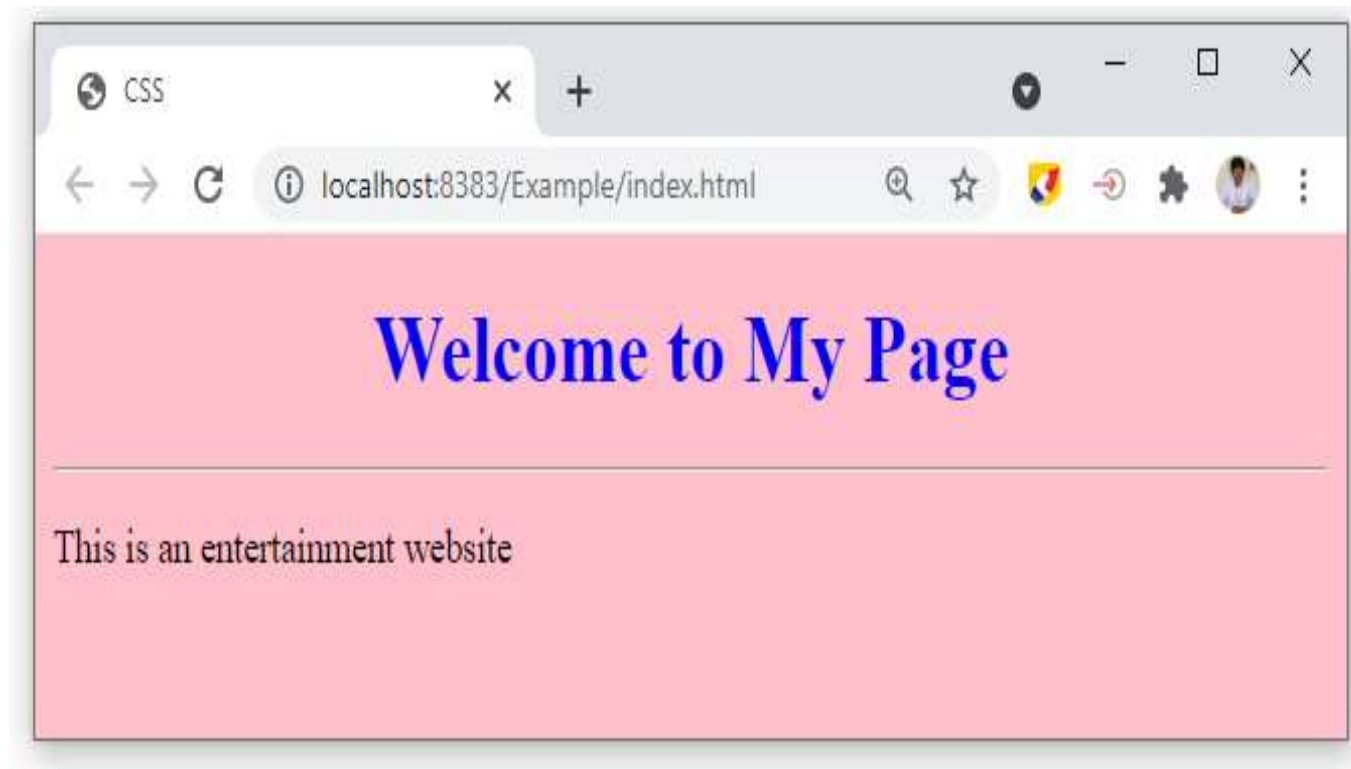 CSS
localhost:8383/Example/index.html
Welcome to My Page
This is an entertainment website